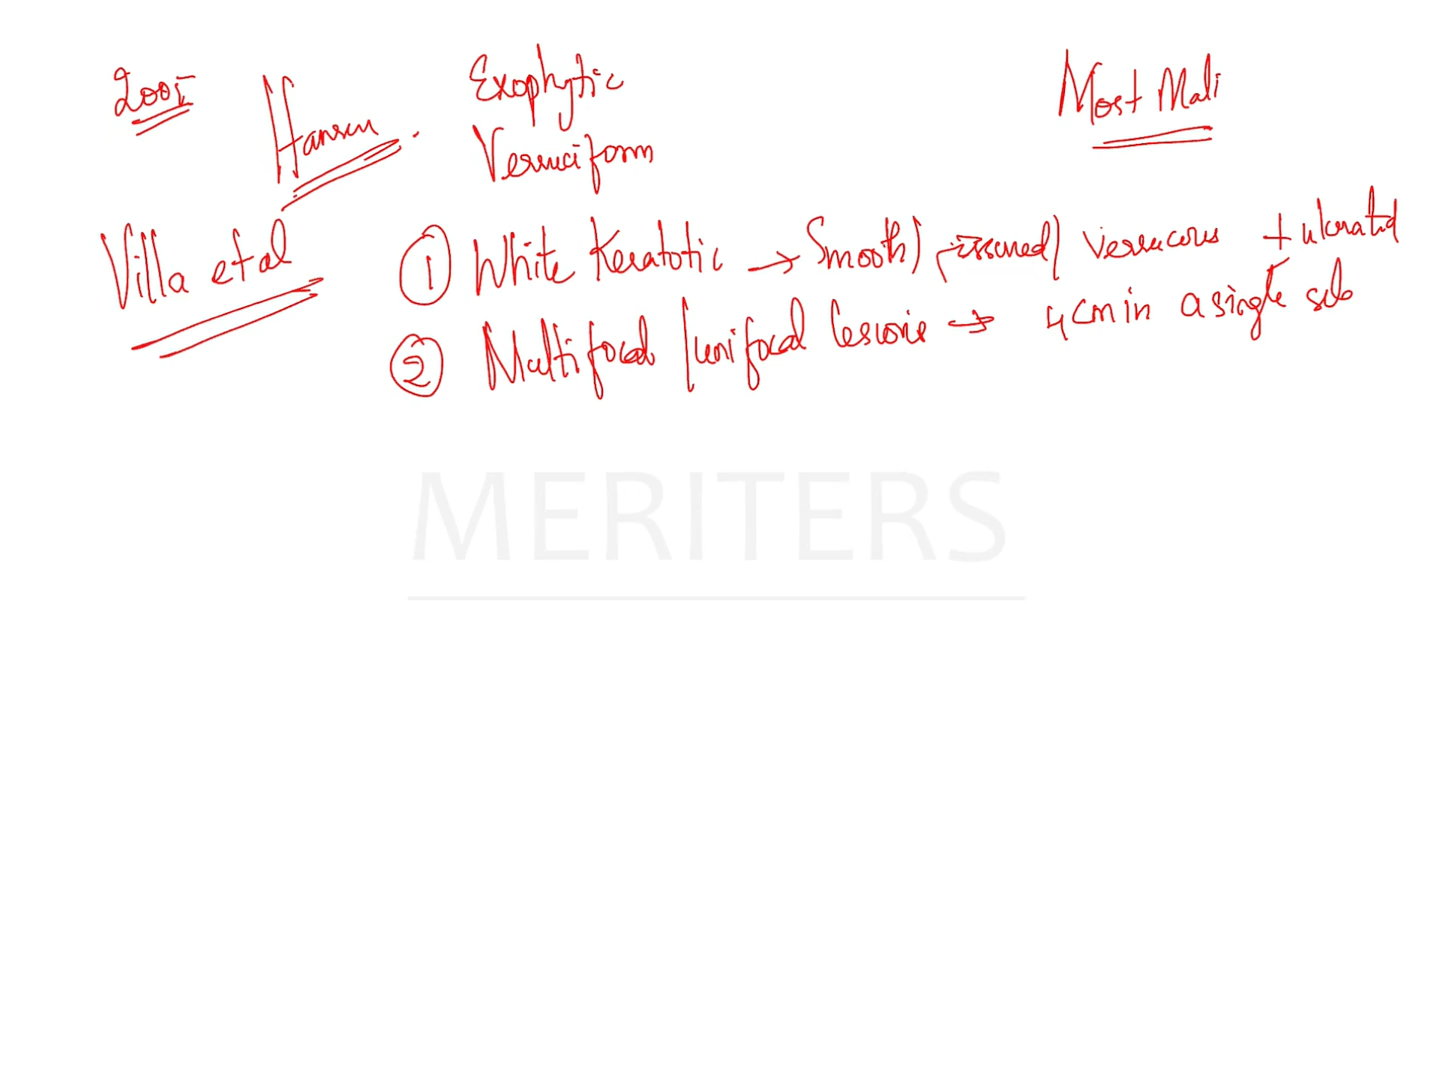 2005
Hansen.
Exophytic
Verruciform
Most Mali
Villa et al
① White Keratotic → Smooth / fissured / verrucous + ulcerated
② Multifocal / unifocal lesions → 4cm in a single
MERITERS